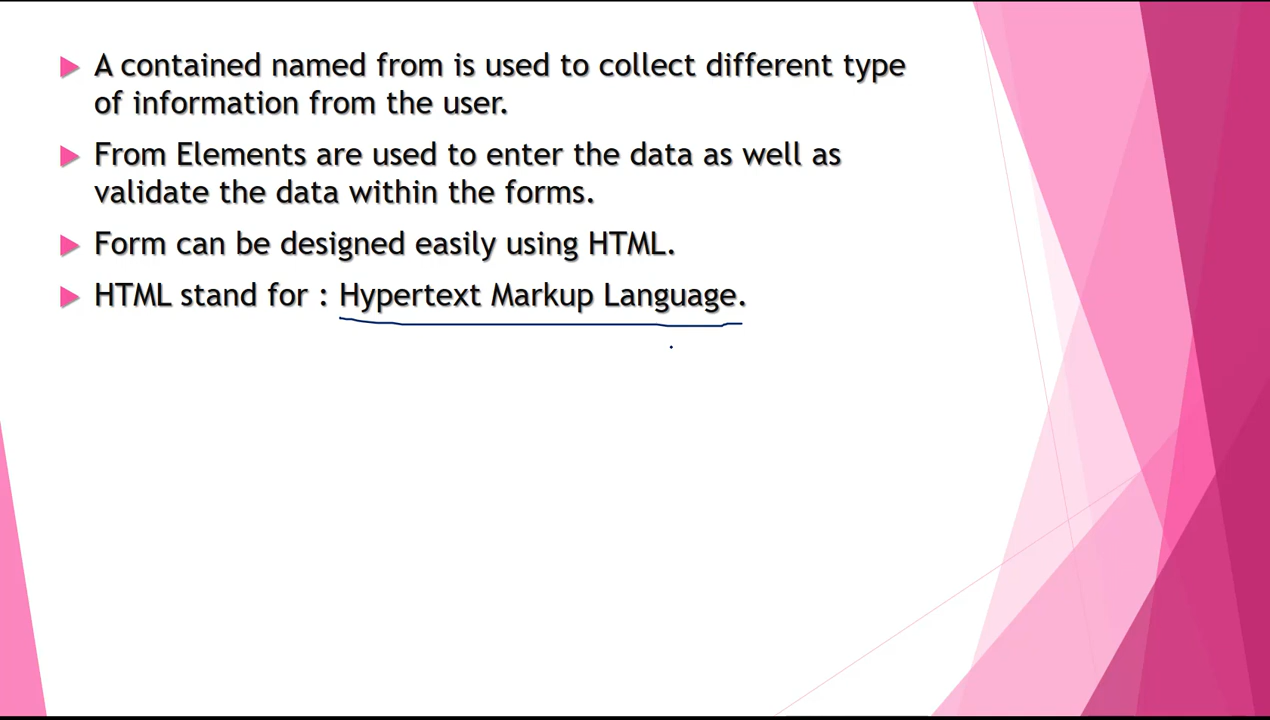 A contained named from is used to collect different type
of information from the user.
From Elements are used to enter the data as well as
validate the data within the forms.
Form can be designed easily using HTML.
HTML stand for : Hypertext Markup Language.